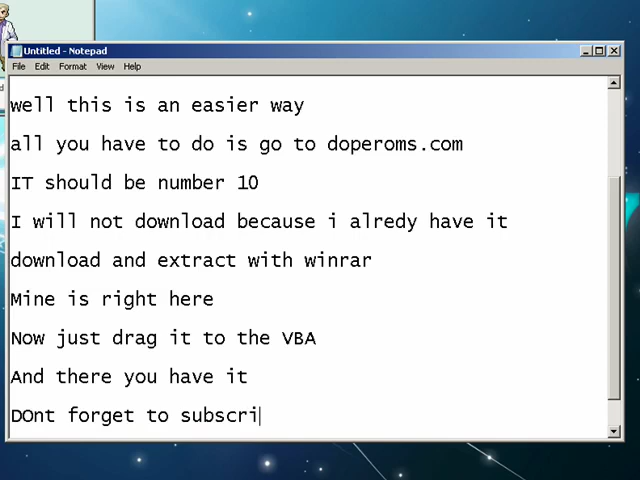 Untitled - Notepad
File Edit Format View Help
well this is an easier way
all you have to do is go to doperoms.com
IT should be number 10
I will not download because i alredy have it
download and extract with winrar
Mine is right here
Now just drag it to the VBA
And there you have it
DOnt forget to subscri